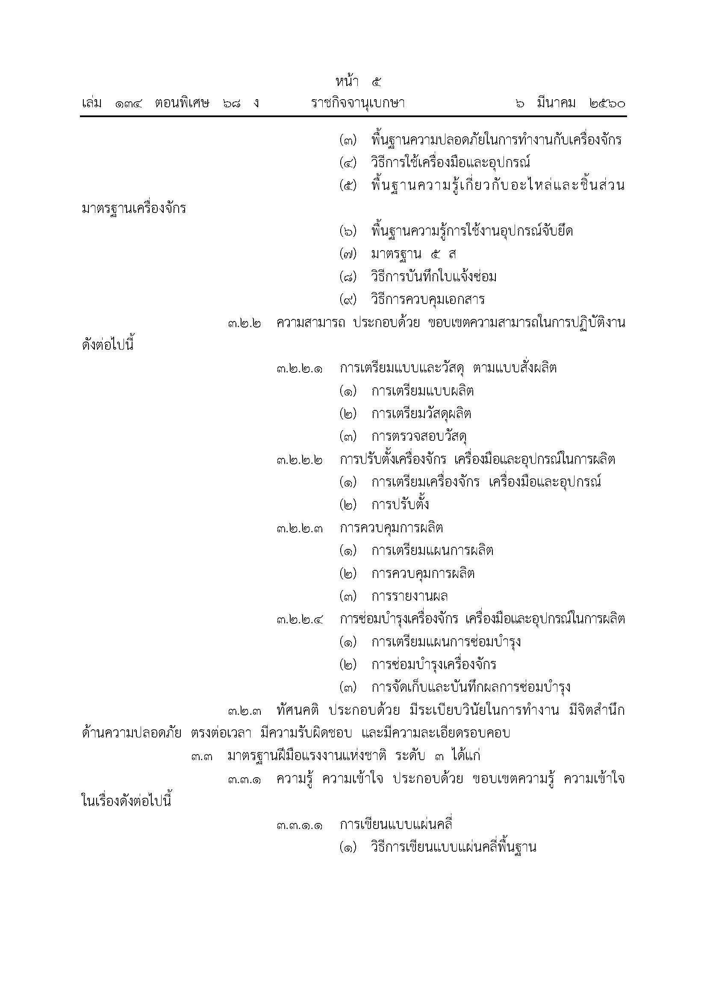 หน้า ๕
เล่ม ๑๓๔ ตอนพิเศษ ๖๘ ง ราชกิจจานุเบกษา ๖ มีนาคม ๒๕๖๐
(๓) พื้นฐานความปลอดภัยในการทำงานกับเครื่องจักร
(๔) วิธีการใช้เครื่องมือและอุปกรณ์
(๕) พื้นฐานความรู้เกี่ยวกับอะไหล่และชิ้นส่วน
มาตรฐานเครื่องจักร
(๖) พื้นฐานความรู้การใช้งานอุปกรณ์จับยึด
(๗) มาตรฐาน ๕ ส
(๘) วิธีการบันทึกใบแจ้งซ่อม
(๙) วิธีการควบคุมเอกสาร
๓.๒.๒ ความสามารถ ประกอบด้วย ขอบเขตความสามารถในการปฏิบัติงาน
ดังต่อไปนี้
๓.๒.๒.๑ การเตรียมแบบและวัสดุ ตามแบบสั่งผลิต
(๑) การเตรียมแบบผลิต
(๒) การเตรียมวัสดุผลิต
(๓) การตรวจสอบวัสดุ
๓.๒.๒.๒ การปรับตั้งเครื่องจักร เครื่องมือและอุปกรณ์ในการผลิต
(๑) การเตรียมเครื่องจักร เครื่องมือและอุปกรณ์
(๒) การปรับตั้ง
๓.๒.๒.๓ การควบคุมการผลิต
(๑) การเตรียมแผนการผลิต
(๒) การควบคุมการผลิต
(๓) การรายงานผล
๓.๒.๒.๔ การซ่อมบำรุงเครื่องจักร เครื่องมือและอุปกรณ์ในการผลิต
(๑) การเตรียมแผนการซ่อมบำรุง
(๒) การซ่อมบำรุงเครื่องจักร
(๓) การจัดเก็บและบันทึกผลการซ่อมบำรุง
๓.๒.๓ ทัศนคติ ประกอบด้วย มีระเบียบวินัยในการทำงาน มีจิตสำนึก
ด้านความปลอดภัย ตรงต่อเวลา มีความรับผิดชอบ และมีความละเอียดรอบคอบ
๓.๓ มาตรฐานฝีมือแรงงานแห่งชาติ ระดับ ๓ ได้แก่
๓.๓.๑ ความรู้ ความเข้าใจ ประกอบด้วย ขอบเขตความรู้ ความเข้าใจ
ในเรื่องดังต่อไปนี้
๓.๓.๑.๑ การเขียนแบบแผ่นคลี่
(๑) วิธีการเขียนแบบแผ่นคลี่พื้นฐาน